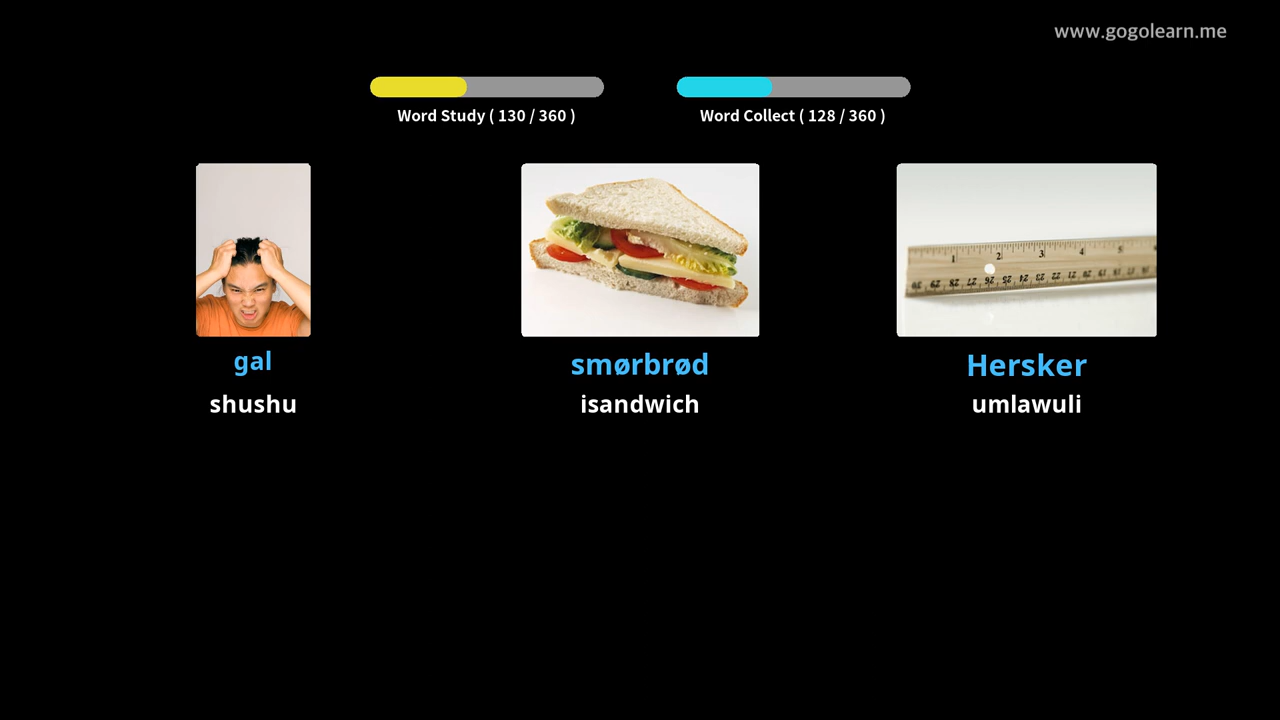 www.gogolearn.me
Word Study ( 130 / 360 )
Word Collect ( 128 / 360 )
gal
smørbrød
Hersker
shushu
isandwich
umlawuli